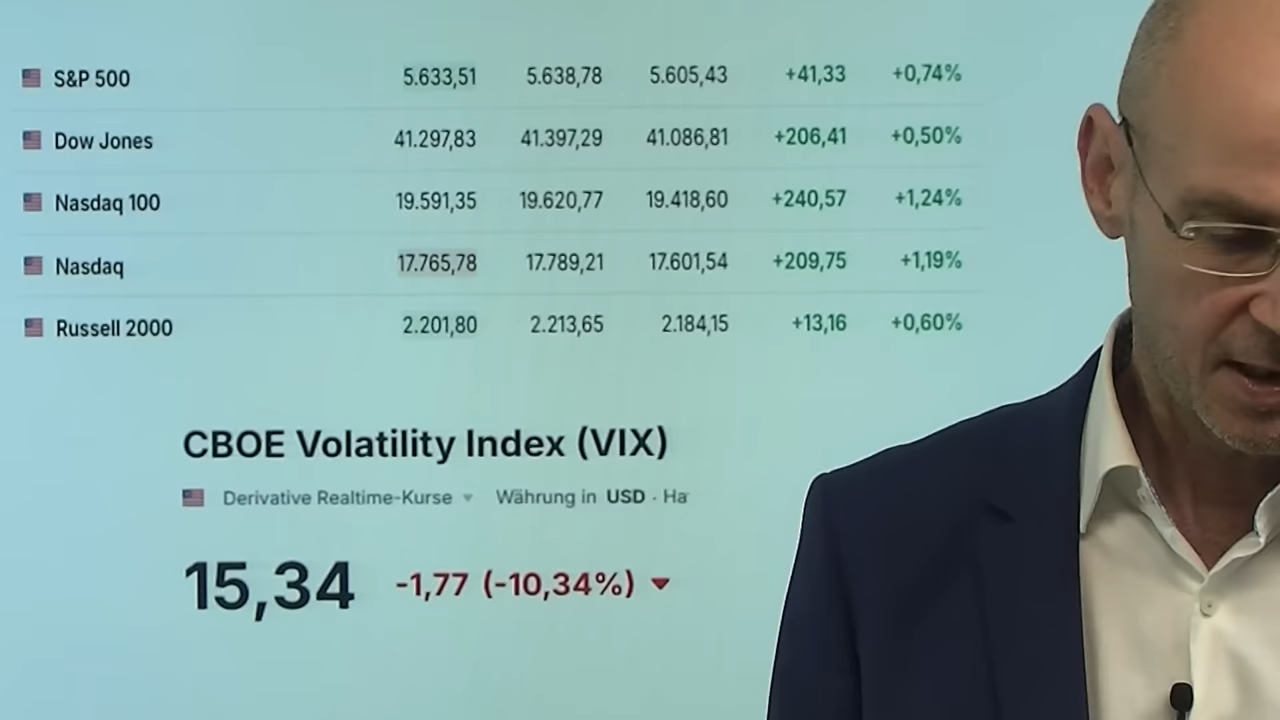 S&P 500 5.633,51 5.638,78 5.605,43 +41,33 +0,74%
Dow Jones 41.297,83 41.397,29 41.086,81 +206,41 +0,50%
Nasdaq 100 19.591,35 19.620,77 19.418,60 +240,57 +1,24%
Nasdaq 17.765,78 17.789,21 17.601,54 +209,75 +1,19%
Russell 2000 2.201,80 2.213,65 2.184,15 +13,16 +0,60%
CBOE Volatility Index (VIX)
Derivative Realtime-Kurse Währung in USD · Ha
15,34 -1,77 (-10,34%)